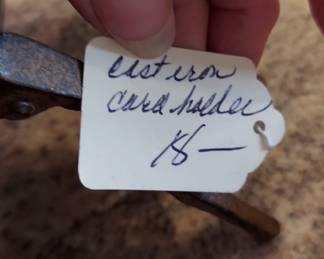 cast iron
card holder
18—